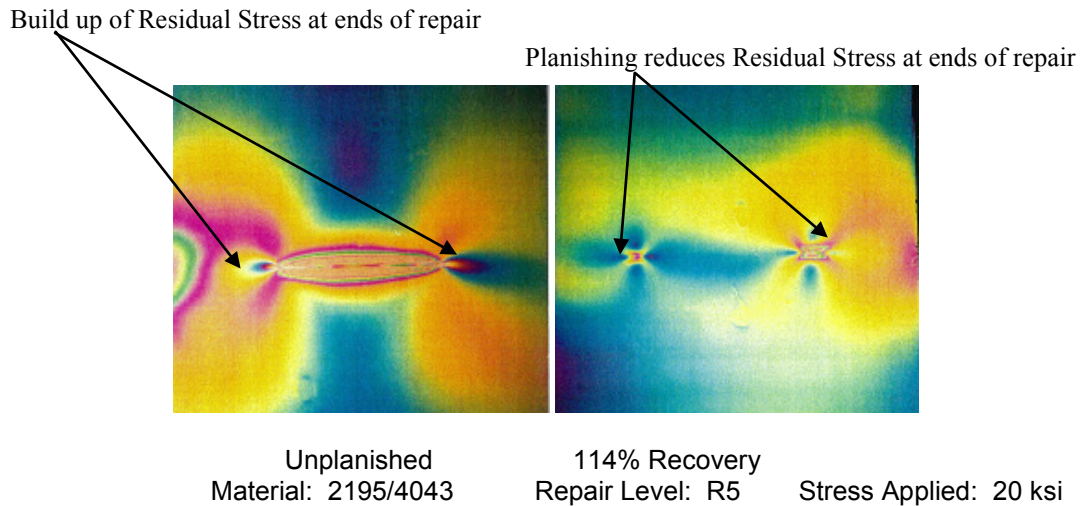 Build up of Residual Stress at ends of repair
Planishing reduces Residual Stress at ends of repair
Unplanished 114% Recovery
Material: 2195/4043 Repair Level: R5 Stress Applied: 20 ksi